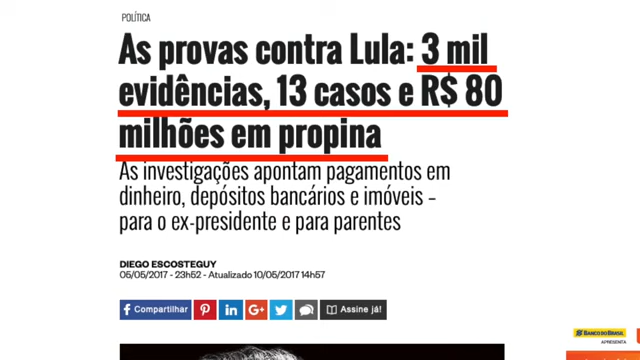 POLÍTICA
As provas contra Lula: 3 mil
evidências, 13 casos e R$ 80
milhões em propina
As investigações apontam pagamentos em
dinheiro, depósitos bancários e imóveis –
para o ex-presidente e para parentes
DIEGO ESCOSTEGUY
05/05/2017 - 23h52 - Atualizado 10/05/2017 14h57
Compartilhar
Assine já!
BANCO DO BRASIL
APRESENTA